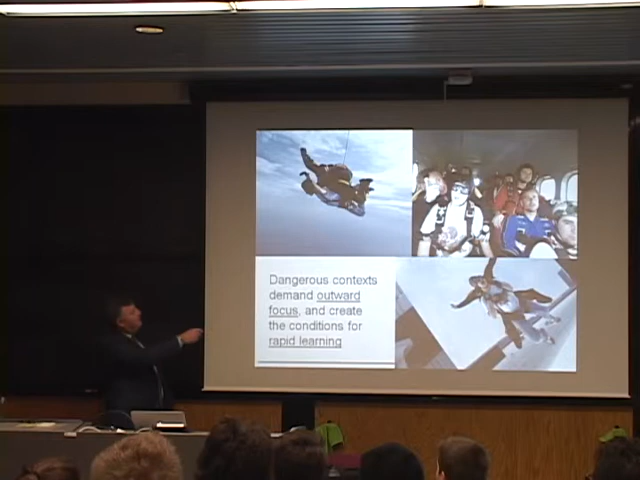 Dangerous contexts
demand outward
focus, and create
the conditions for
rapid learning